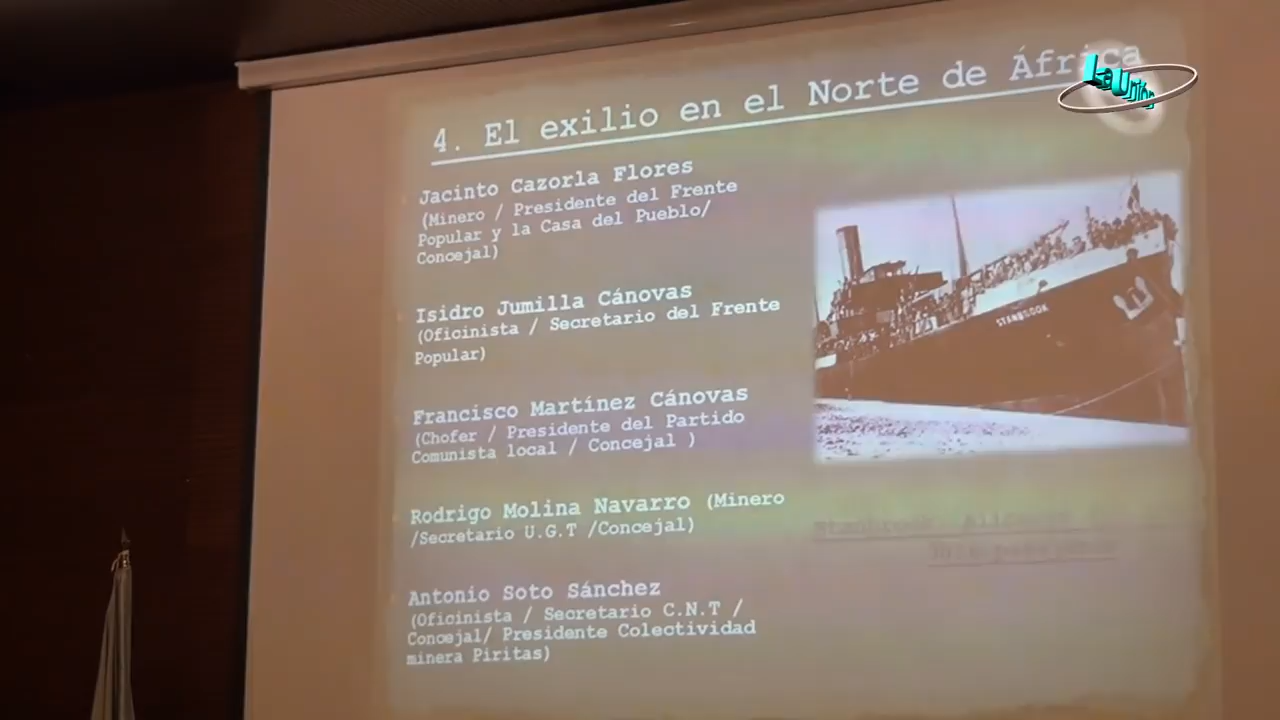 4. El exilio en el Norte de África
La Unión
Jacinto Cazorla Flores
(Minero / Presidente del Frente
Popular y la Casa del Pueblo/
Concejal)
Isidro Jumilla Cánovas
(Oficinista / Secretario del Frente
Popular)
Francisco Martínez Cánovas
(Chofer / Presidente del Partido
Comunista local / Concejal )
Rodrigo Molina Navarro (Minero
/Secretario U.G.T /Concejal)
Antonio Soto Sánchez
(Oficinista / Secretario C.N.T /
Concejal/ Presidente Colectividad
minera Piritas)
STANBROOK
Stanbrook. Alicante